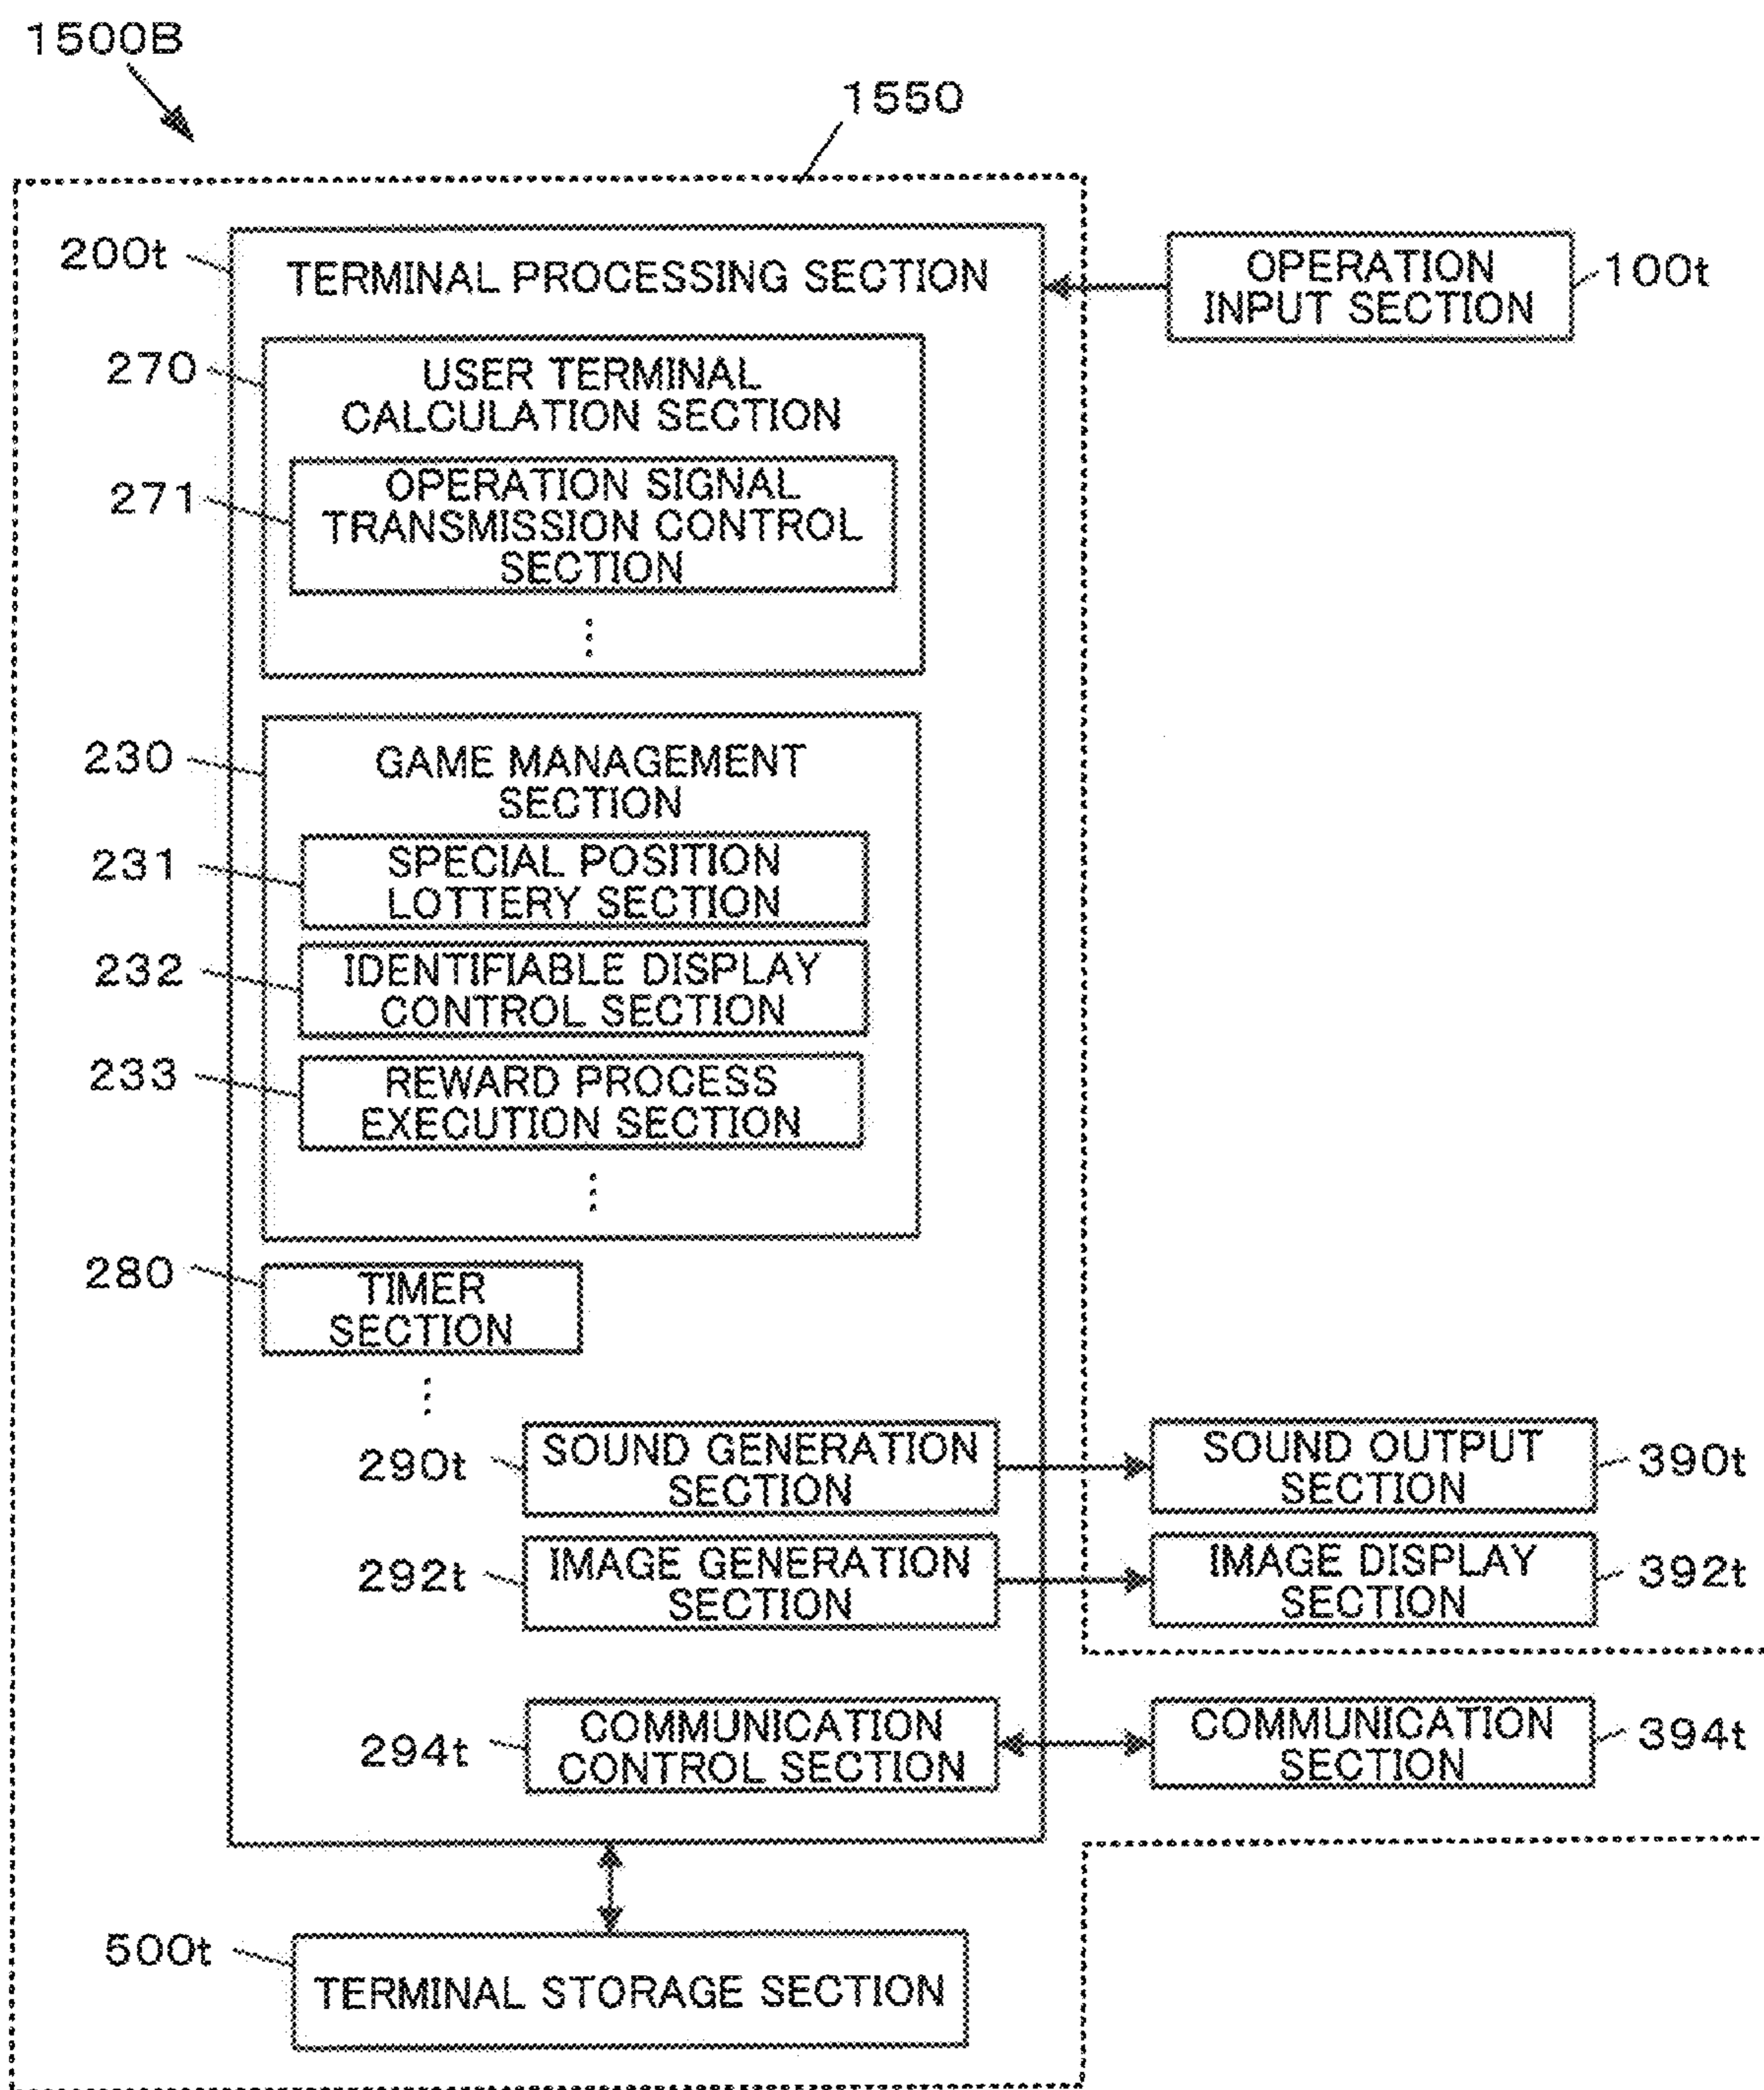 1500B
1550
200t
TERMINAL PROCESSING SECTION
OPERATION
INPUT SECTION
100t
270
USER TERMINAL
CALCULATION SECTION
271
OPERATION SIGNAL
TRANSMISSION CONTROL
SECTION
230
GAME MANAGEMENT
SECTION
231
SPECIAL POSITION
LOTTERY SECTION
232
IDENTIFIABLE DISPLAY
CONTROL SECTION
233
REWARD PROCESS
EXECUTION SECTION
280
TIMER
SECTION
290t
SOUND GENERATION
SECTION
SOUND OUTPUT
SECTION
390t
292t
IMAGE GENERATION
SECTION
IMAGE DISPLAY
SECTION
392t
294t
COMMUNICATION
CONTROL SECTION
COMMUNICATION
SECTION
394t
500t
TERMINAL STORAGE SECTION